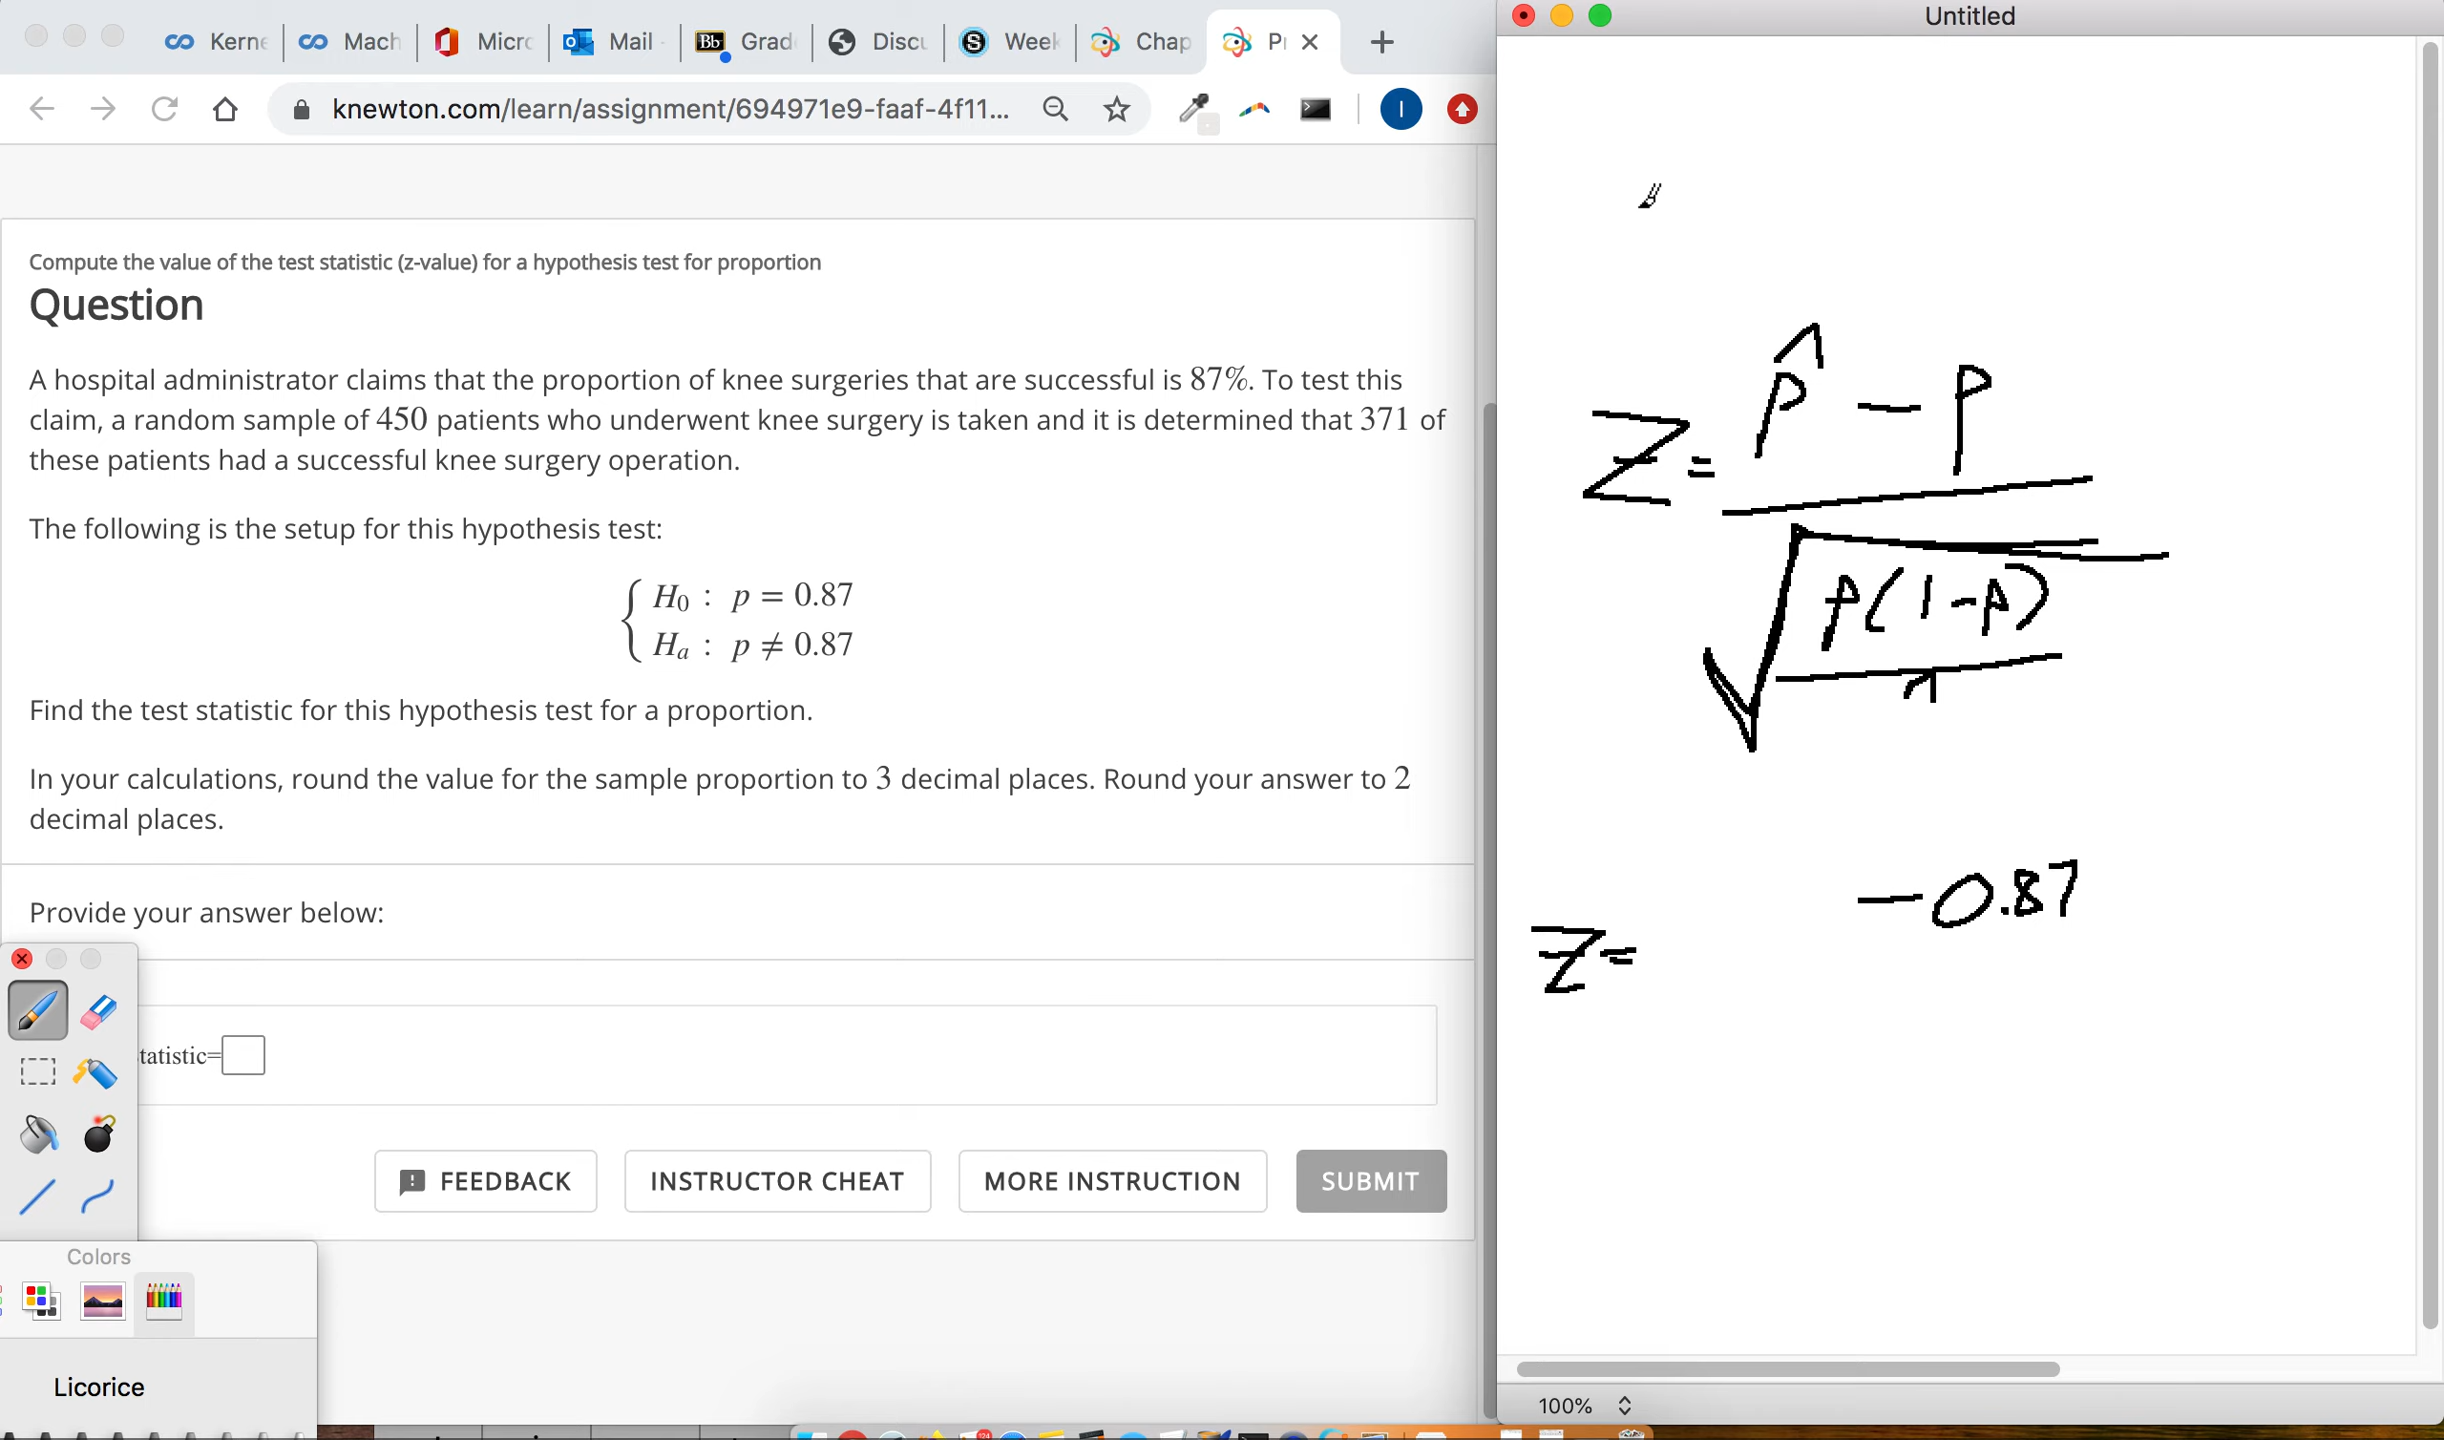 Kerne
Mach
Micro
Mail
Bb
Grad
Discu
S
Week
Chap
Pr
Untitled
knewton.com/learn/assignment/694971e9-faaf-4f11...
I
Compute the value of the test statistic (z-value) for a hypothesis test for proportion
Question
A hospital administrator claims that the proportion of knee surgeries that are successful is 87%. To test this
claim, a random sample of 450 patients who underwent knee surgery is taken and it is determined that 371 of
these patients had a successful knee surgery operation.
The following is the setup for this hypothesis test:
H0 : p = 0.87
Ha : p ≠ 0.87
Find the test statistic for this hypothesis test for a proportion.
In your calculations, round the value for the sample proportion to 3 decimal places. Round your answer to 2
decimal places.
Provide your answer below:
tatistic=
FEEDBACK
INSTRUCTOR CHEAT
MORE INSTRUCTION
SUBMIT
Colors
Licorice
p̂ - p
Z=
√ p(1-p)
n
-0.87
Z=
100%